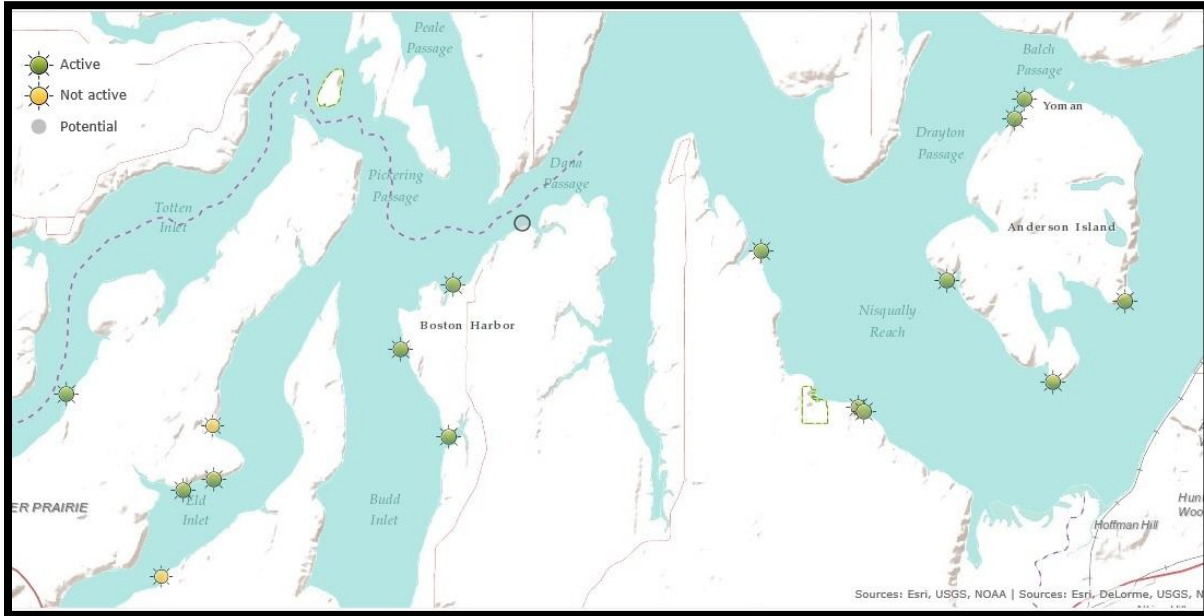 Active
Not active
Potential
Peale
Passage
Balch
Passage
Yoman
Drayton
Passage
Dana
Passage
Pickering
Passage
Totten
Inlet
Anderson Island
Nisqually
Reach
Boston Harbor
Eld
Inlet
Budd
Inlet
ER PRAIRIE
Hoffman Hill
Sources: Esri, USGS, NOAA | Sources: Esri, DeLorme, USGS, N